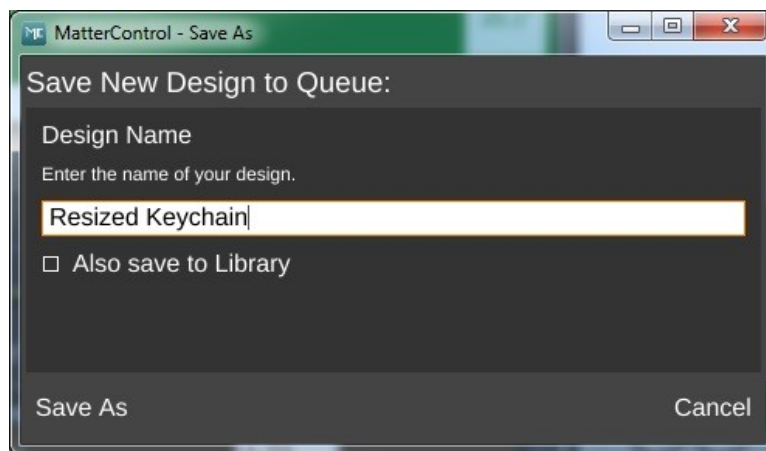 MatterControl - Save As
Save New Design to Queue:
Design Name
Enter the name of your design.
Resized Keychain
Also save to Library
Save As
Cancel